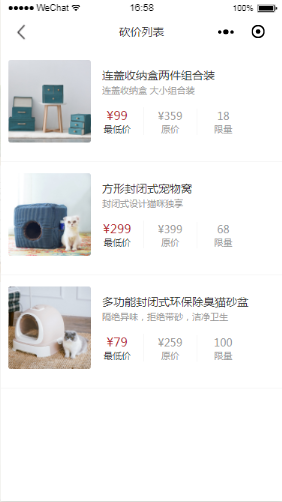 WeChat 16:58 100%
砍价列表
连盖收纳盒两件组合装
连盖收纳盒 大小组合装
¥99 ¥359 18
最低价 原价 限量
方形封闭式宠物窝
封闭式设计猫咪独享
¥299 ¥399 68
最低价 原价 限量
多功能封闭式环保除臭猫砂盆
隔绝异味，拒绝带砂，洁净卫生
¥79 ¥259 100
最低价 原价 限量